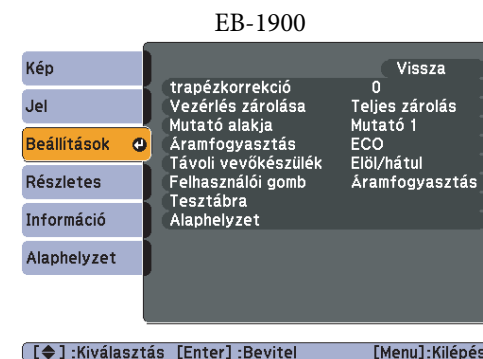 EB-1900
Kép
Jel
Beállítások
Részletes
Információ
Alaphelyzet
Vissza
trapézkorrekció 0
Vezérlés zárolása Teljes zárolás
Mutató alakja Mutató 1
Áramfogyasztás ECO
Távoli vevőkészülék Elöl/hátul
Felhasználói gomb Áramfogyasztás
Tesztábra
Alaphelyzet
[◆] :Kiválasztás [Enter] :Bevitel [Menu]:Kilépés